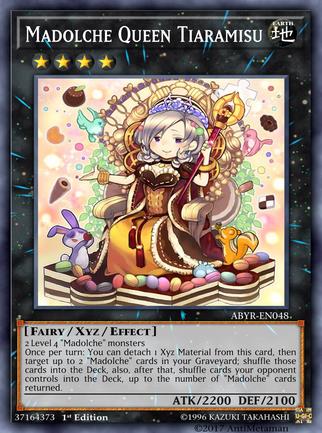 MADOLCHE QUEEN TIARAMISU
EARTH
地
ABYR-EN048
[Fairy / Xyz / Effect]
2 Level 4 "Madolche" monsters
Once per turn: You can detach 1 Xyz Material from this card, then
target up to 2 "Madolche" cards in your Graveyard; shuffle those
cards into the Deck, also, after that, shuffle cards your opponent
controls into the Deck, up to the number of "Madolche" cards
returned.
ATK/2200 DEF/2100
37164373 1st Edition ©1996 KAZUKI TAKAHASHI
©2017 AntiMetaman